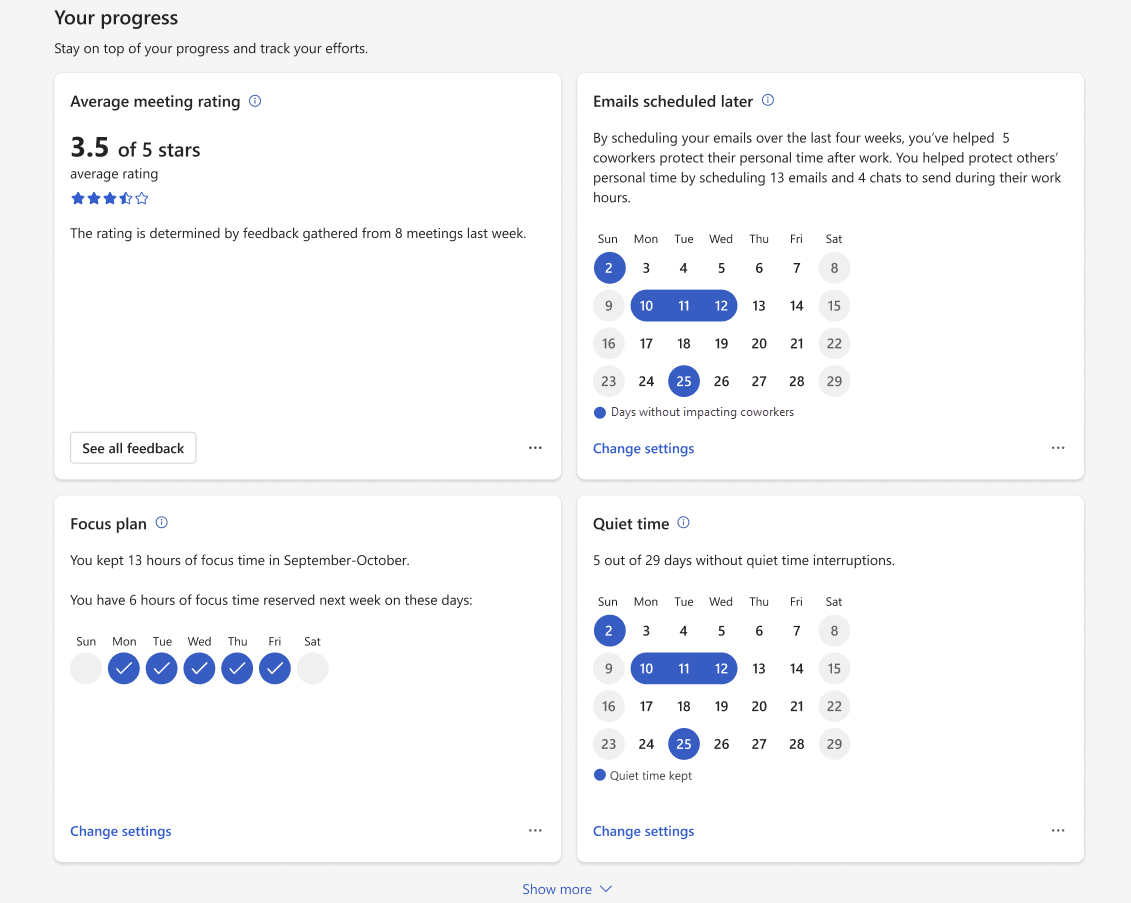 Your progress
Stay on top of your progress and track your efforts.
Average meeting rating
3.5 of 5 stars
average rating
The rating is determined by feedback gathered from 8 meetings last week.
See all feedback
Emails scheduled later
By scheduling your emails over the last four weeks, you've helped 5
coworkers protect their personal time after work. You helped protect others'
personal time by scheduling 13 emails and 4 chats to send during their work
hours.
Sun Mon Tue Wed Thu Fri Sat
2 3 4 5 6 7 8
9 10 11 12 13 14 15
16 17 18 19 20 21 22
23 24 25 26 27 28 29
Days without impacting coworkers
Change settings
Focus plan
You kept 13 hours of focus time in September-October.
You have 6 hours of focus time reserved next week on these days:
Sun Mon Tue Wed Thu Fri Sat
Change settings
Quiet time
5 out of 29 days without quiet time interruptions.
Sun Mon Tue Wed Thu Fri Sat
2 3 4 5 6 7 8
9 10 11 12 13 14 15
16 17 18 19 20 21 22
23 24 25 26 27 28 29
Quiet time kept
Change settings
Show more